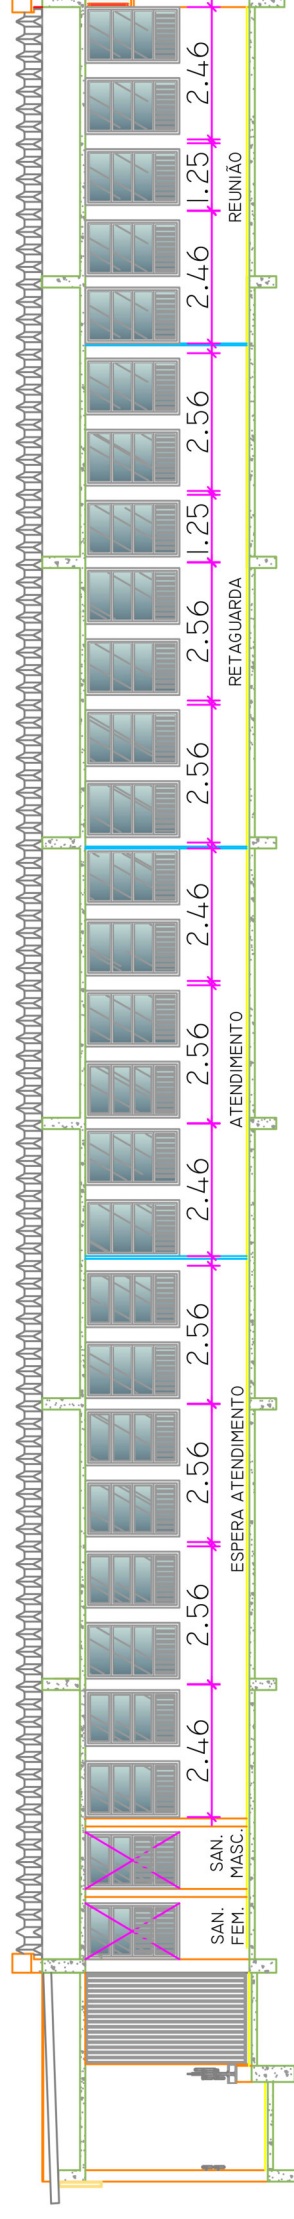 2.46
1.25
2.46
REUNIÃO
2.56
1.25
2.56
2.56
RETAGUARDA
2.46
2.56
2.46
ATENDIMENTO
2.56
2.56
2.56
2.46
ESPERA ATENDIMENTO
SAN.
MASC.
SAN.
FEM.